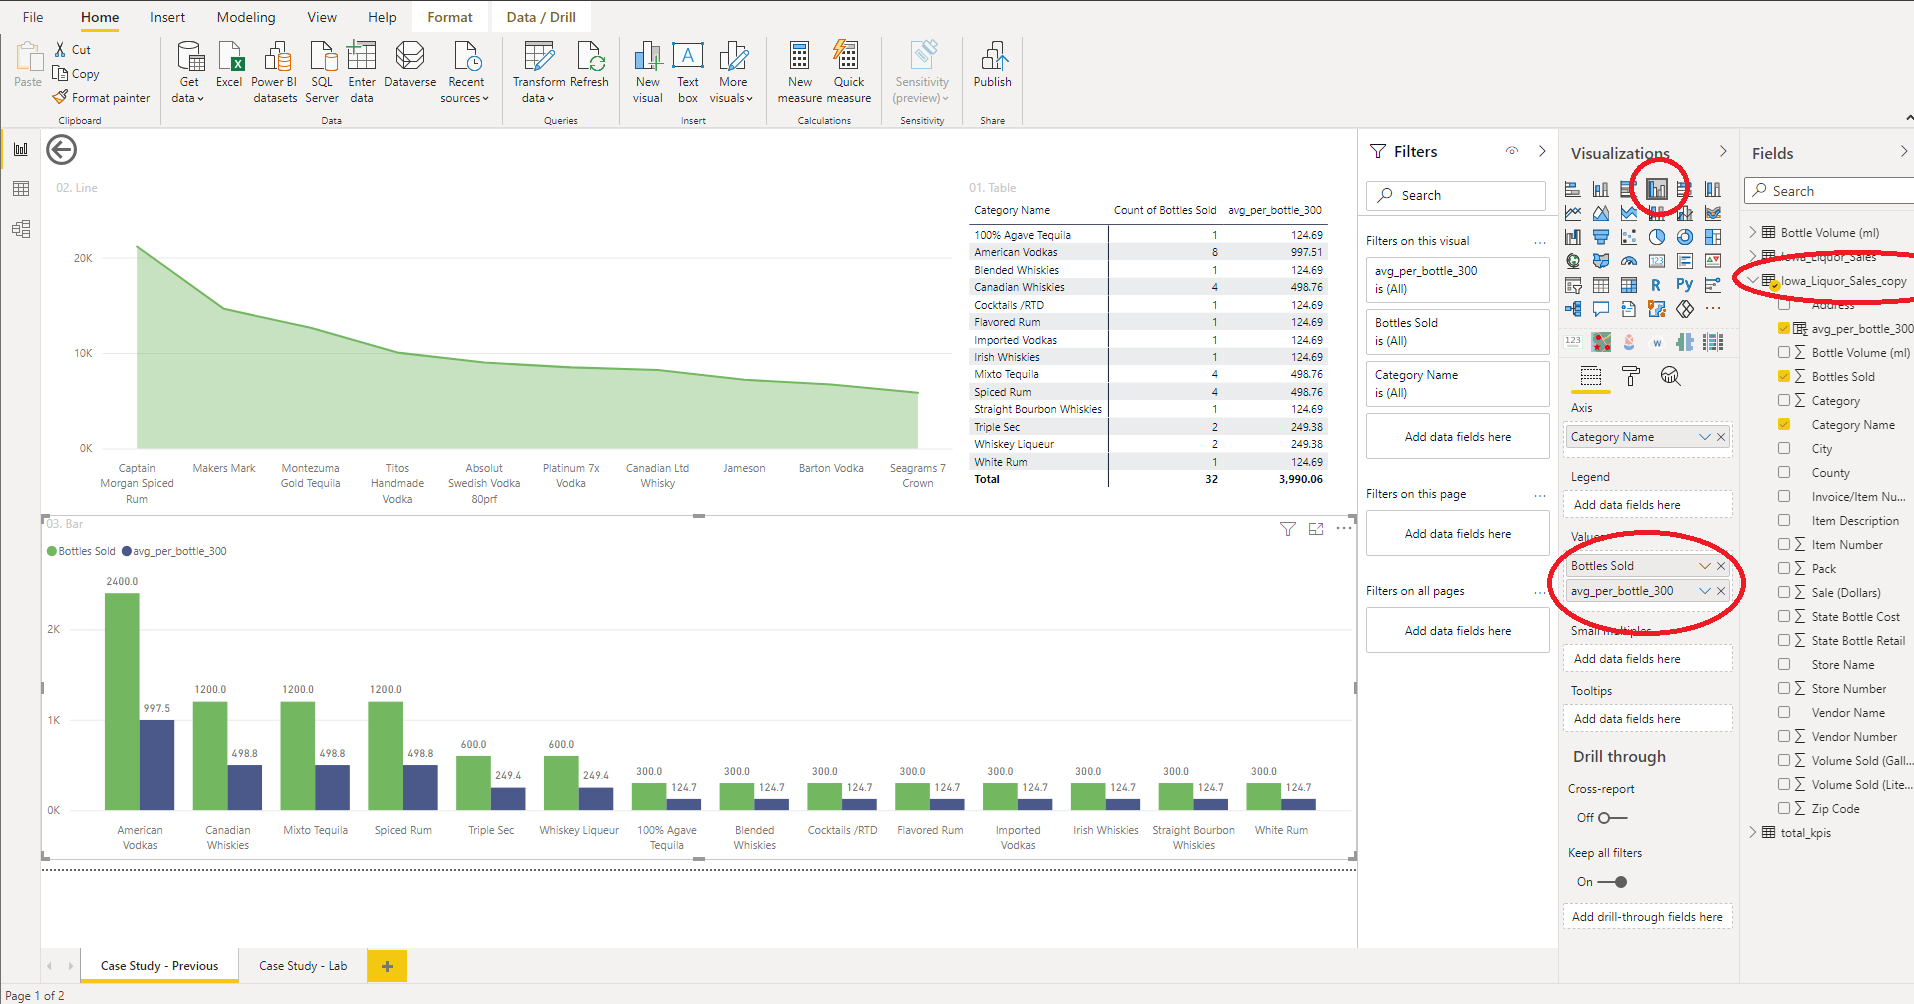 File Home Insert Modeling View Help Format Data / Drill
Paste
Cut
Copy
Format painter
Clipboard
Get data
Excel
Power BI datasets
SQL Server
Enter data
Dataverse
Recent sources
Data
Transform data
Refresh
Queries
New visual
Text box
More visuals
Insert
New measure
Quick measure
Calculations
Sensitivity (preview)
Sensitivity
Publish
Share
02. Line
20K
10K
0K
Captain Morgan Spiced Rum
Makers Mark
Montezuma Gold Tequila
Titos Handmade Vodka
Absolut Swedish Vodka 80prf
Platinum 7x Vodka
Canadian Ltd Whisky
Jameson
Barton Vodka
Seagrams 7 Crown
01. Table
Category Name Count of Bottles Sold avg_per_bottle_300
100% Agave Tequila 1 124.69
American Vodkas 8 997.51
Blended Whiskies 1 124.69
Canadian Whiskies 4 498.76
Cocktails /RTD 1 124.69
Flavored Rum 1 124.69
Imported Vodkas 1 124.69
Irish Whiskies 1 124.69
Mixto Tequila 4 498.76
Spiced Rum 4 498.76
Straight Bourbon Whiskies 1 124.69
Triple Sec 2 249.38
Whiskey Liqueur 2 249.38
White Rum 1 124.69
Total 32 3,990.06
03. Bar
Bottles Sold avg_per_bottle_300
2K
1K
0K
2400.0 997.5
1200.0 498.8
1200.0 498.8
1200.0 498.8
600.0 249.4
600.0 249.4
300.0 124.7
300.0 124.7
300.0 124.7
300.0 124.7
300.0 124.7
300.0 124.7
300.0 124.7
300.0 124.7
American Vodkas
Canadian Whiskies
Mixto Tequila
Spiced Rum
Triple Sec
Whiskey Liqueur
100% Agave Tequila
Blended Whiskies
Cocktails /RTD
Flavored Rum
Imported Vodkas
Irish Whiskies
Straight Bourbon Whiskies
White Rum
Filters
Search
Filters on this visual ...
avg_per_bottle_300
is (All)
Bottles Sold
is (All)
Category Name
is (All)
Add data fields here
Filters on this page ...
Add data fields here
Filters on all pages ...
Add data fields here
Visualizations
123
R
Py
...
123
W
Axis
Category Name
Legend
Add data fields here
Values
Bottles Sold
avg_per_bottle_300
Small multiples
Add data fields here
Tooltips
Add data fields here
Drill through
Cross-report
Off
Keep all filters
On
Add drill-through fields here
Fields
Search
Bottle Volume (ml)
Iowa_Liquor_Sales
Iowa_Liquor_Sales_copy
Address
avg_per_bottle_300
Bottle Volume (ml)
Bottles Sold
Category
Category Name
City
County
Invoice/Item Nu...
Item Description
Item Number
Pack
Sale (Dollars)
State Bottle Cost
State Bottle Retail
Store Name
Store Number
Vendor Name
Vendor Number
Volume Sold (Gall...
Volume Sold (Lite...
Zip Code
total_kpis
Case Study - Previous
Case Study - Lab
Page 1 of 2